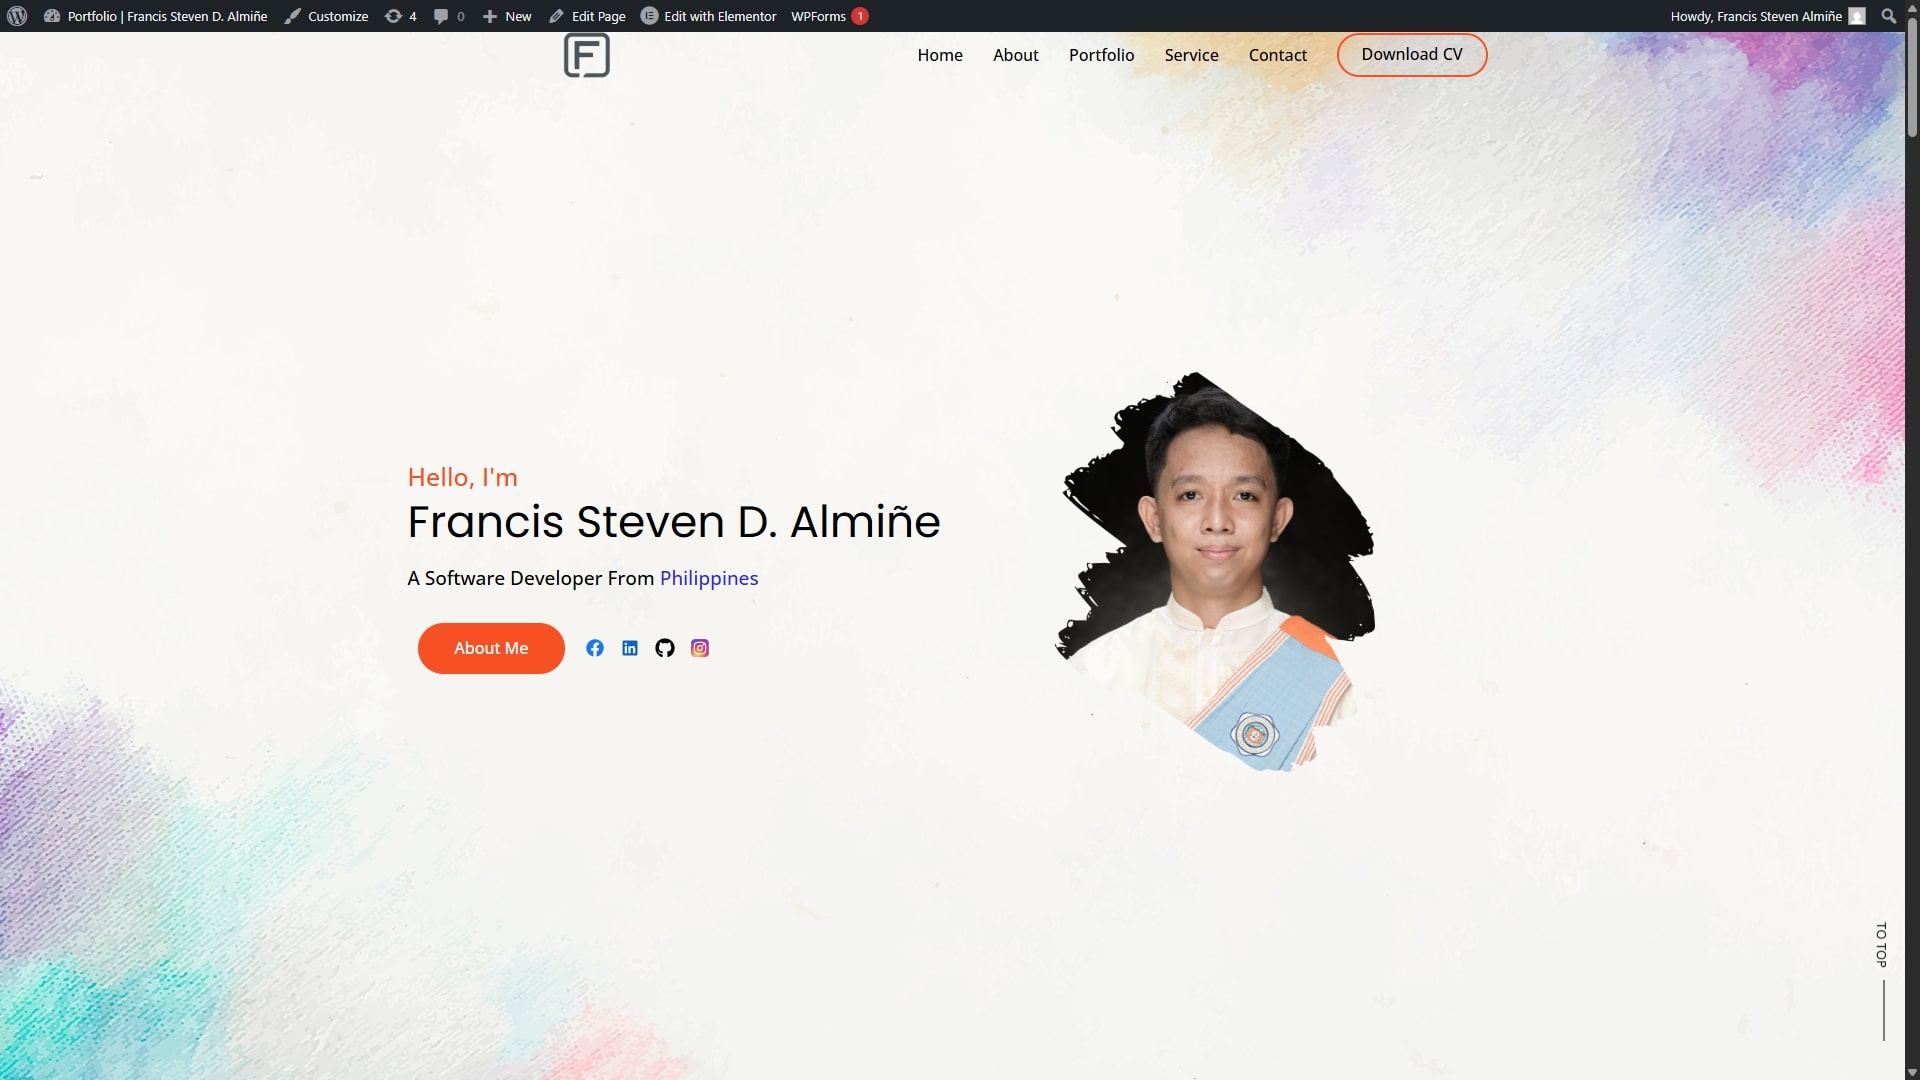 Portfolio | Francis Steven D. Almiñe Customize 4 0 New Edit Page Edit with Elementor WPForms 1 Howdy, Francis Steven Almiñe
F Home About Portfolio Service Contact Download CV
Hello, I'm
Francis Steven D. Almiñe
A Software Developer From Philippines
About Me
TO TOP